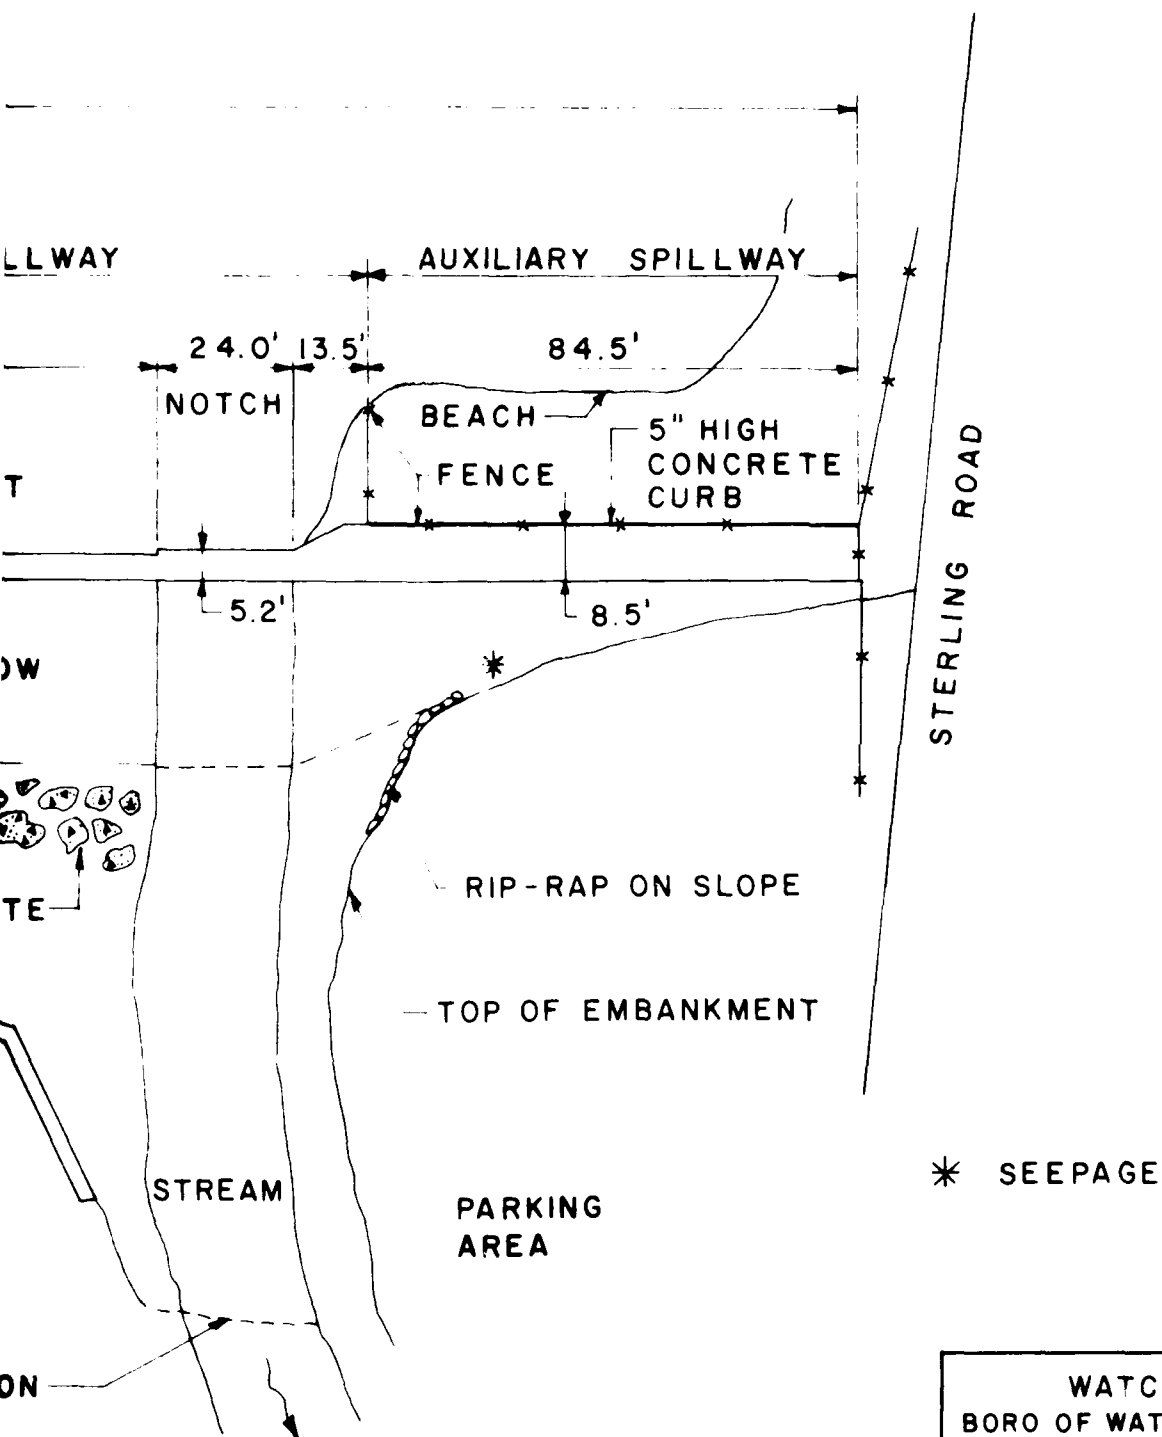 LLWAY
AUXILIARY SPILLWAY
24.0' 13.5' 84.5'
NOTCH
BEACH
5" HIGH
CONCRETE
CURB
FENCE
T
5.2'
8.5'
STERLING ROAD
OW
RIP-RAP ON SLOPE
TE
TOP OF EMBANKMENT
SEEPAGE
STREAM
PARKING
AREA
ON
WATC
BORO OF WAT